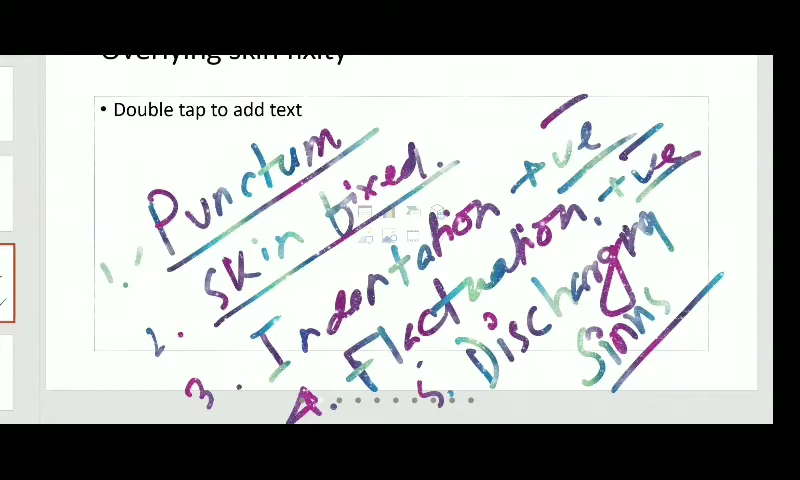 Overlying skin fixity
• Double tap to add text
1. Punctum
2. Skin fixed.
3. Indentation +ve
4. Fluctuation. +ve
5. Discharging
Sinus